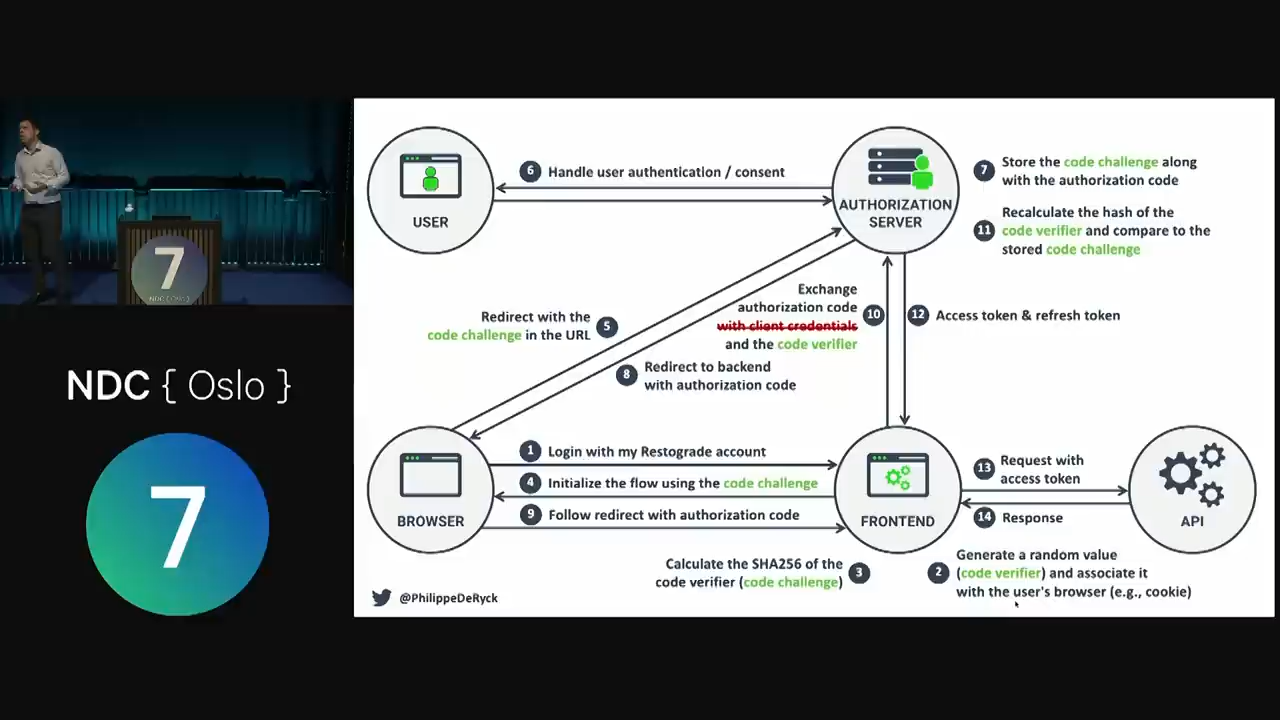 7
NDC { Oslo }
NDC { Oslo }
7
6 Handle user authentication / consent
USER
AUTHORIZATION
SERVER
7 Store the code challenge along
with the authorization code
11 Recalculate the hash of the
code verifier and compare to the
stored code challenge
Redirect with the
code challenge in the URL 5
Exchange
authorization code 10
with client credentials
and the code verifier
12 Access token & refresh token
8 Redirect to backend
with authorization code
1 Login with my Restograde account
4 Initialize the flow using the code challenge
9 Follow redirect with authorization code
BROWSER
FRONTEND
13 Request with
access token
14 Response
API
Calculate the SHA256 of the
code verifier (code challenge) 3
2 Generate a random value
(code verifier) and associate it
with the user's browser (e.g., cookie)
@PhilippeDeRyck